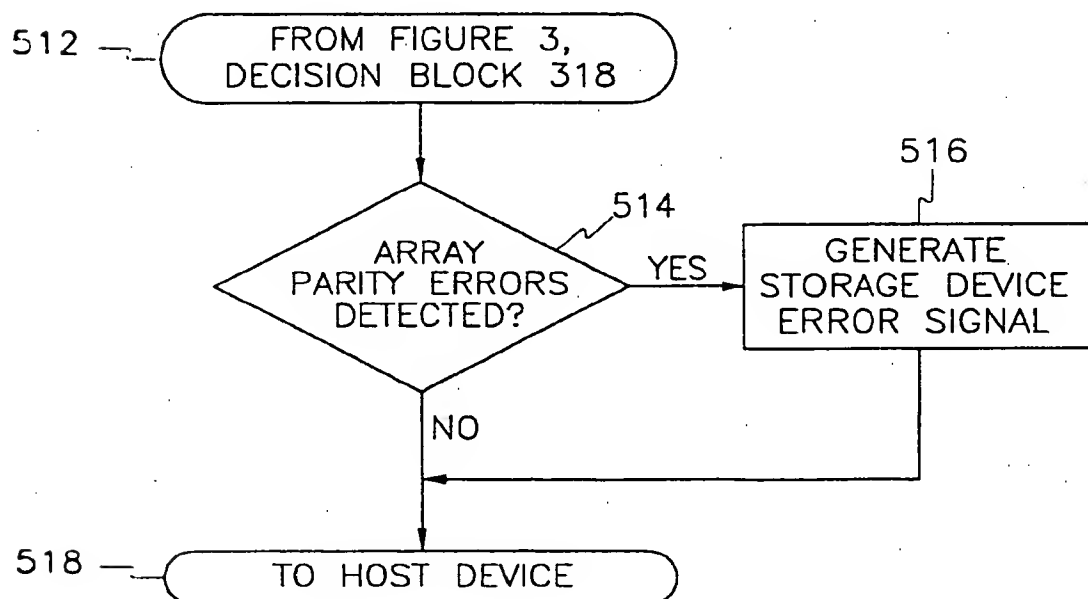 512
FROM FIGURE 3,
DECISION BLOCK 318
516
514
ARRAY
PARITY ERRORS
DETECTED?
YES
GENERATE
STORAGE DEVICE
ERROR SIGNAL
NO
518
TO HOST DEVICE